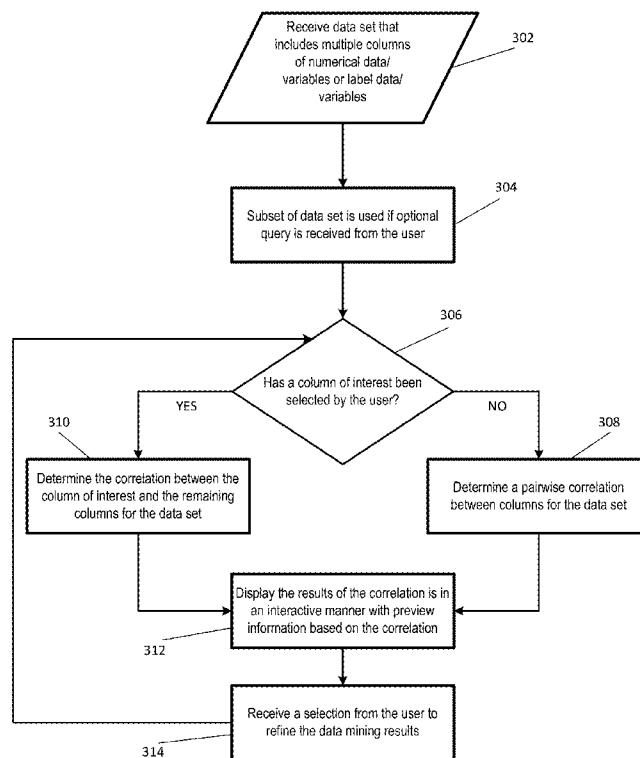 Receive data set that
includes multiple columns
of numerical data/
variables or label data/
variables
302
304
Subset of data set is used if optional
query is received from the user
306
Has a column of interest been
selected by the user?
YES
NO
310
308
Determine the correlation between the
column of interest and the remaining
columns for the data set
Determine a pairwise correlation
between columns for the data set
Display the results of the correlation is in
an interactive manner with preview
information based on the correlation
312
Receive a selection from the user to
refine the data mining results
314